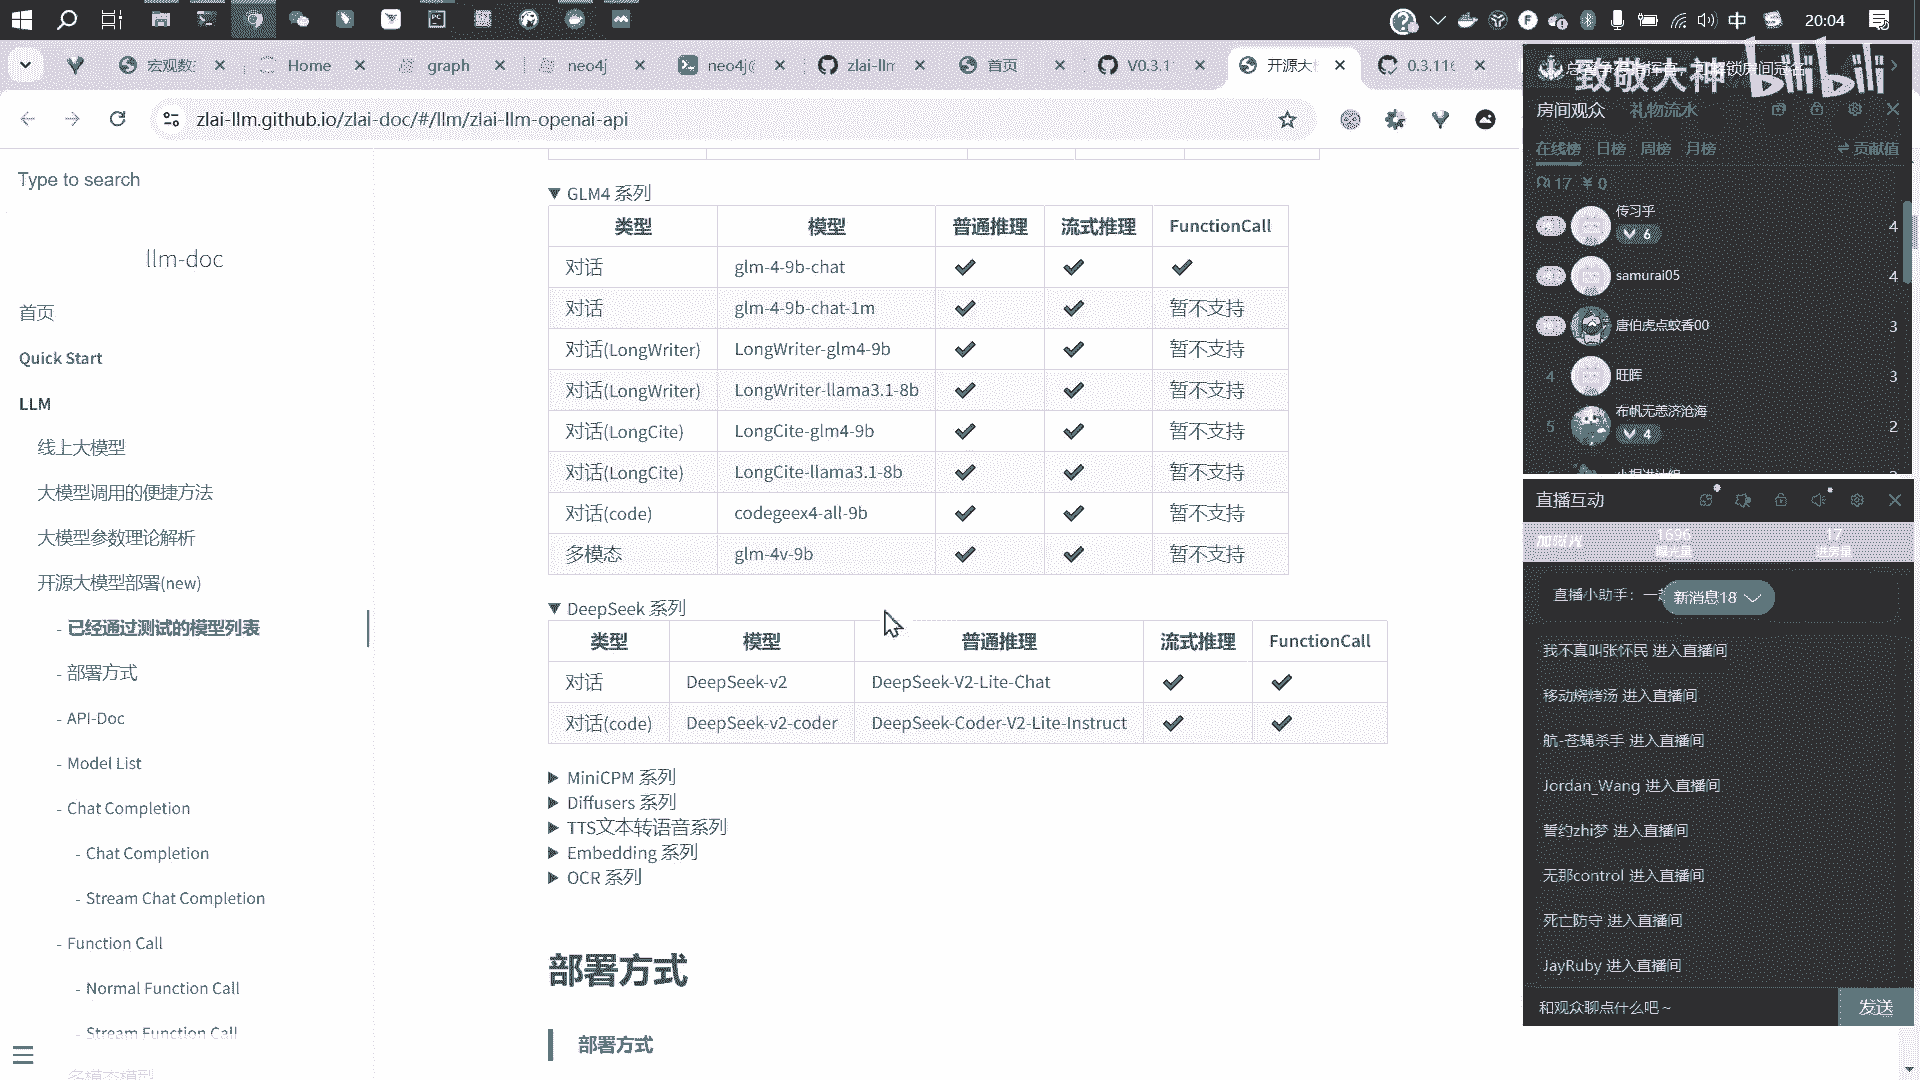 20:04
中
宏观数
Home
graph
neo4j
neo4j@
zlai-llm
首页
V0.3.1
开源大
0.3.116
zlai-llm.github.io/zlai-doc/#/llm/zlai-llm-openai-api
致敬大神
bilibili
Type to search
llm-doc
首页
Quick Start
LLM
线上大模型
大模型调用的便捷方法
大模型参数理论解析
开源大模型部署(new)
- 已经通过测试的模型列表
- 部署方式
- API-Doc
- Model List
- Chat Completion
- Chat Completion
- Stream Chat Completion
- Function Call
- Normal Function Call
- Stream Function Call
多模态模型
GLM4 系列
类型 模型 普通推理 流式推理 FunctionCall
对话 glm-4-9b-chat ✔ ✔ ✔
对话 glm-4-9b-chat-1m ✔ ✔ 暂不支持
对话(LongWriter) LongWriter-glm4-9b ✔ ✔ 暂不支持
对话(LongWriter) LongWriter-llama3.1-8b ✔ ✔ 暂不支持
对话(LongCite) LongCite-glm4-9b ✔ ✔ 暂不支持
对话(LongCite) LongCite-llama3.1-8b ✔ ✔ 暂不支持
对话(code) codegeex4-all-9b ✔ ✔ 暂不支持
多模态 glm-4v-9b ✔ ✔ 暂不支持
DeepSeek 系列
类型 模型 普通推理 流式推理 FunctionCall
对话 DeepSeek-v2 DeepSeek-V2-Lite-Chat ✔ ✔
对话(code) DeepSeek-v2-coder DeepSeek-Coder-V2-Lite-Instruct ✔ ✔
MiniCPM 系列
Diffusers 系列
TTS文本转语音系列
Embedding 系列
OCR 系列
部署方式
部署方式
房间观众 礼物流水
在线榜 日榜 周榜 月榜 贡献值
17 ¥ 0
传习乎 4
6
samurai05 4
唐伯虎点蚊香00 3
4 旺晖 3
5 布帆无恙济沧海 2
4
直播互动
1696 17
曝光量 进房量
直播小助手：一起
新消息18
我不真叫张怀民 进入直播间
移动烧烤汤 进入直播间
航-苍蝇杀手 进入直播间
Jordan_Wang 进入直播间
誓约zhi梦 进入直播间
无那control 进入直播间
死亡防守 进入直播间
JayRuby 进入直播间
和观众聊点什么吧～ 发送